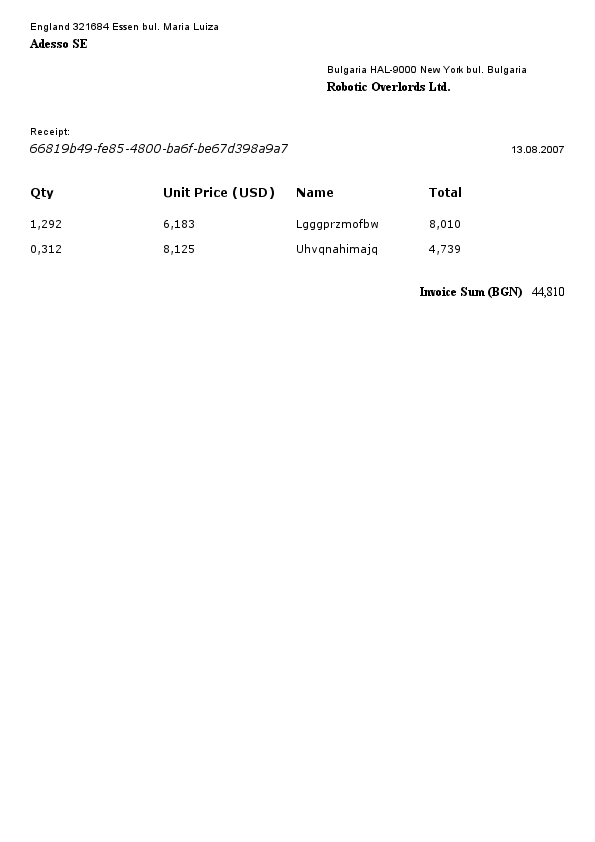 England 321684 Essen bul. Maria Luiza
Adesso SE
Bulgaria HAL-9000 New York bul. Bulgaria
Robotic Overlords Ltd.
Receipt:
66819b49-fe85-4800-ba6f-be67d398a9a7 13.08.2007
Qty Unit Price (USD) Name Total
1,292 6,183 Lgggprzmofbw 8,010
0,312 8,125 Uhvqnahimajq 4,739
Invoice Sum (BGN) 44,810